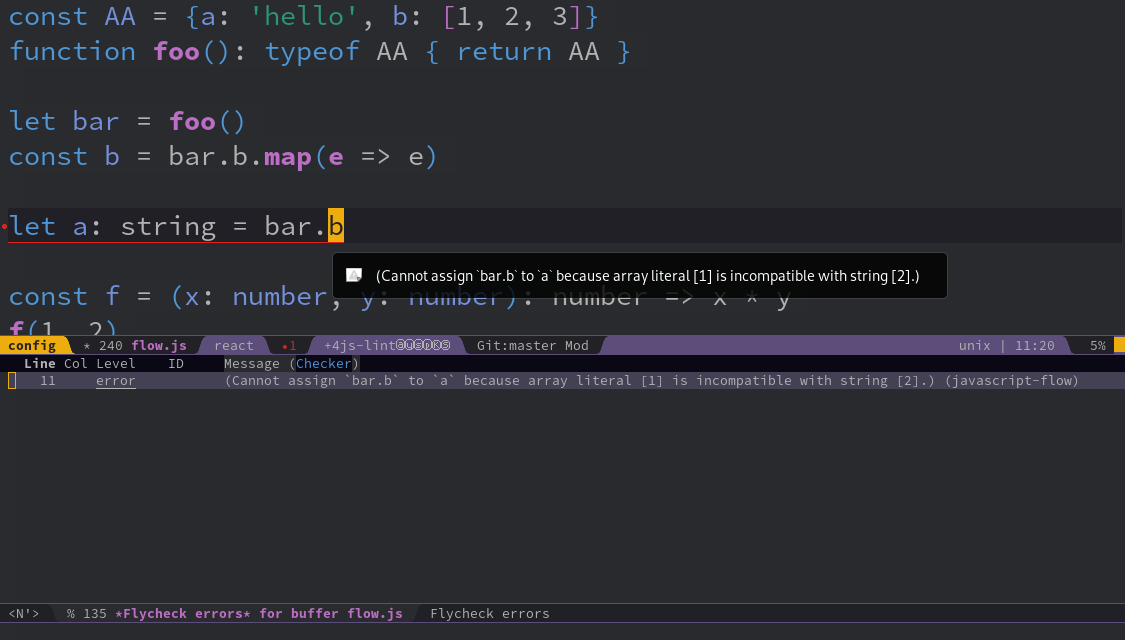 const AA = {a: 'hello', b: [1, 2, 3]}
function foo(): typeof AA { return AA }
let bar = foo()
const b = bar.b.map(e => e)
let a: string = bar.b
(Cannot assign `bar.b` to `a` because array literal [1] is incompatible with string [2].)
const f = (x: number, y: number): number => x * y
f(1, 2)
config * 240 flow.js react •1 +4js-lint Git:master Mod unix | 11:20 5%
Line Col Level ID Message (Checker)
11 error (Cannot assign `bar.b` to `a` because array literal [1] is incompatible with string [2].) (javascript-flow)
<N'> % 135 *Flycheck errors* for buffer flow.js Flycheck errors